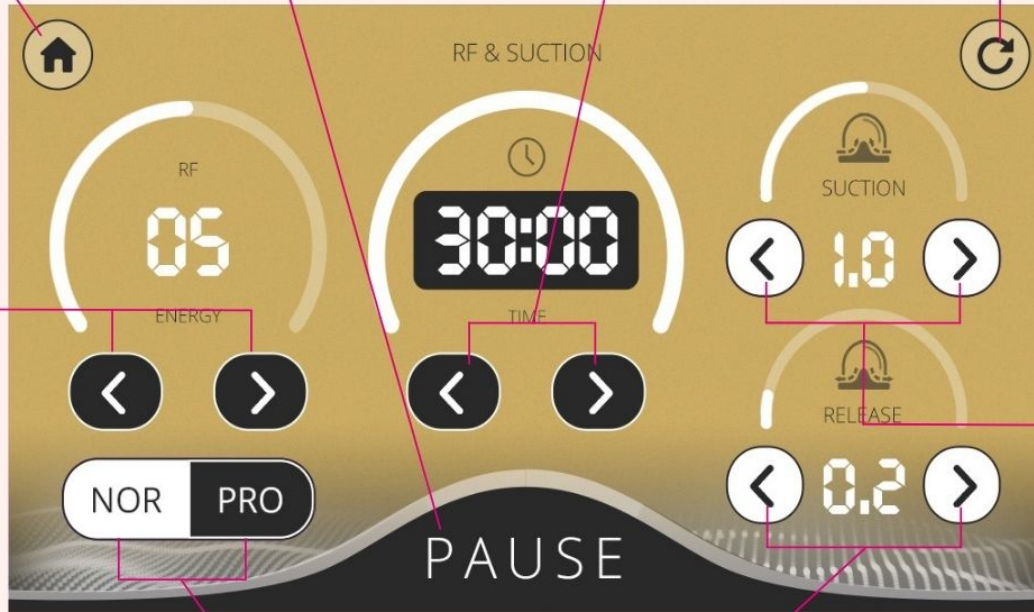 RF & SUCTION
RF
05
ENERGY
30:00
TIME
SUCTION
1.0
RELEASE
0.2
NOR PRO
PAUSE